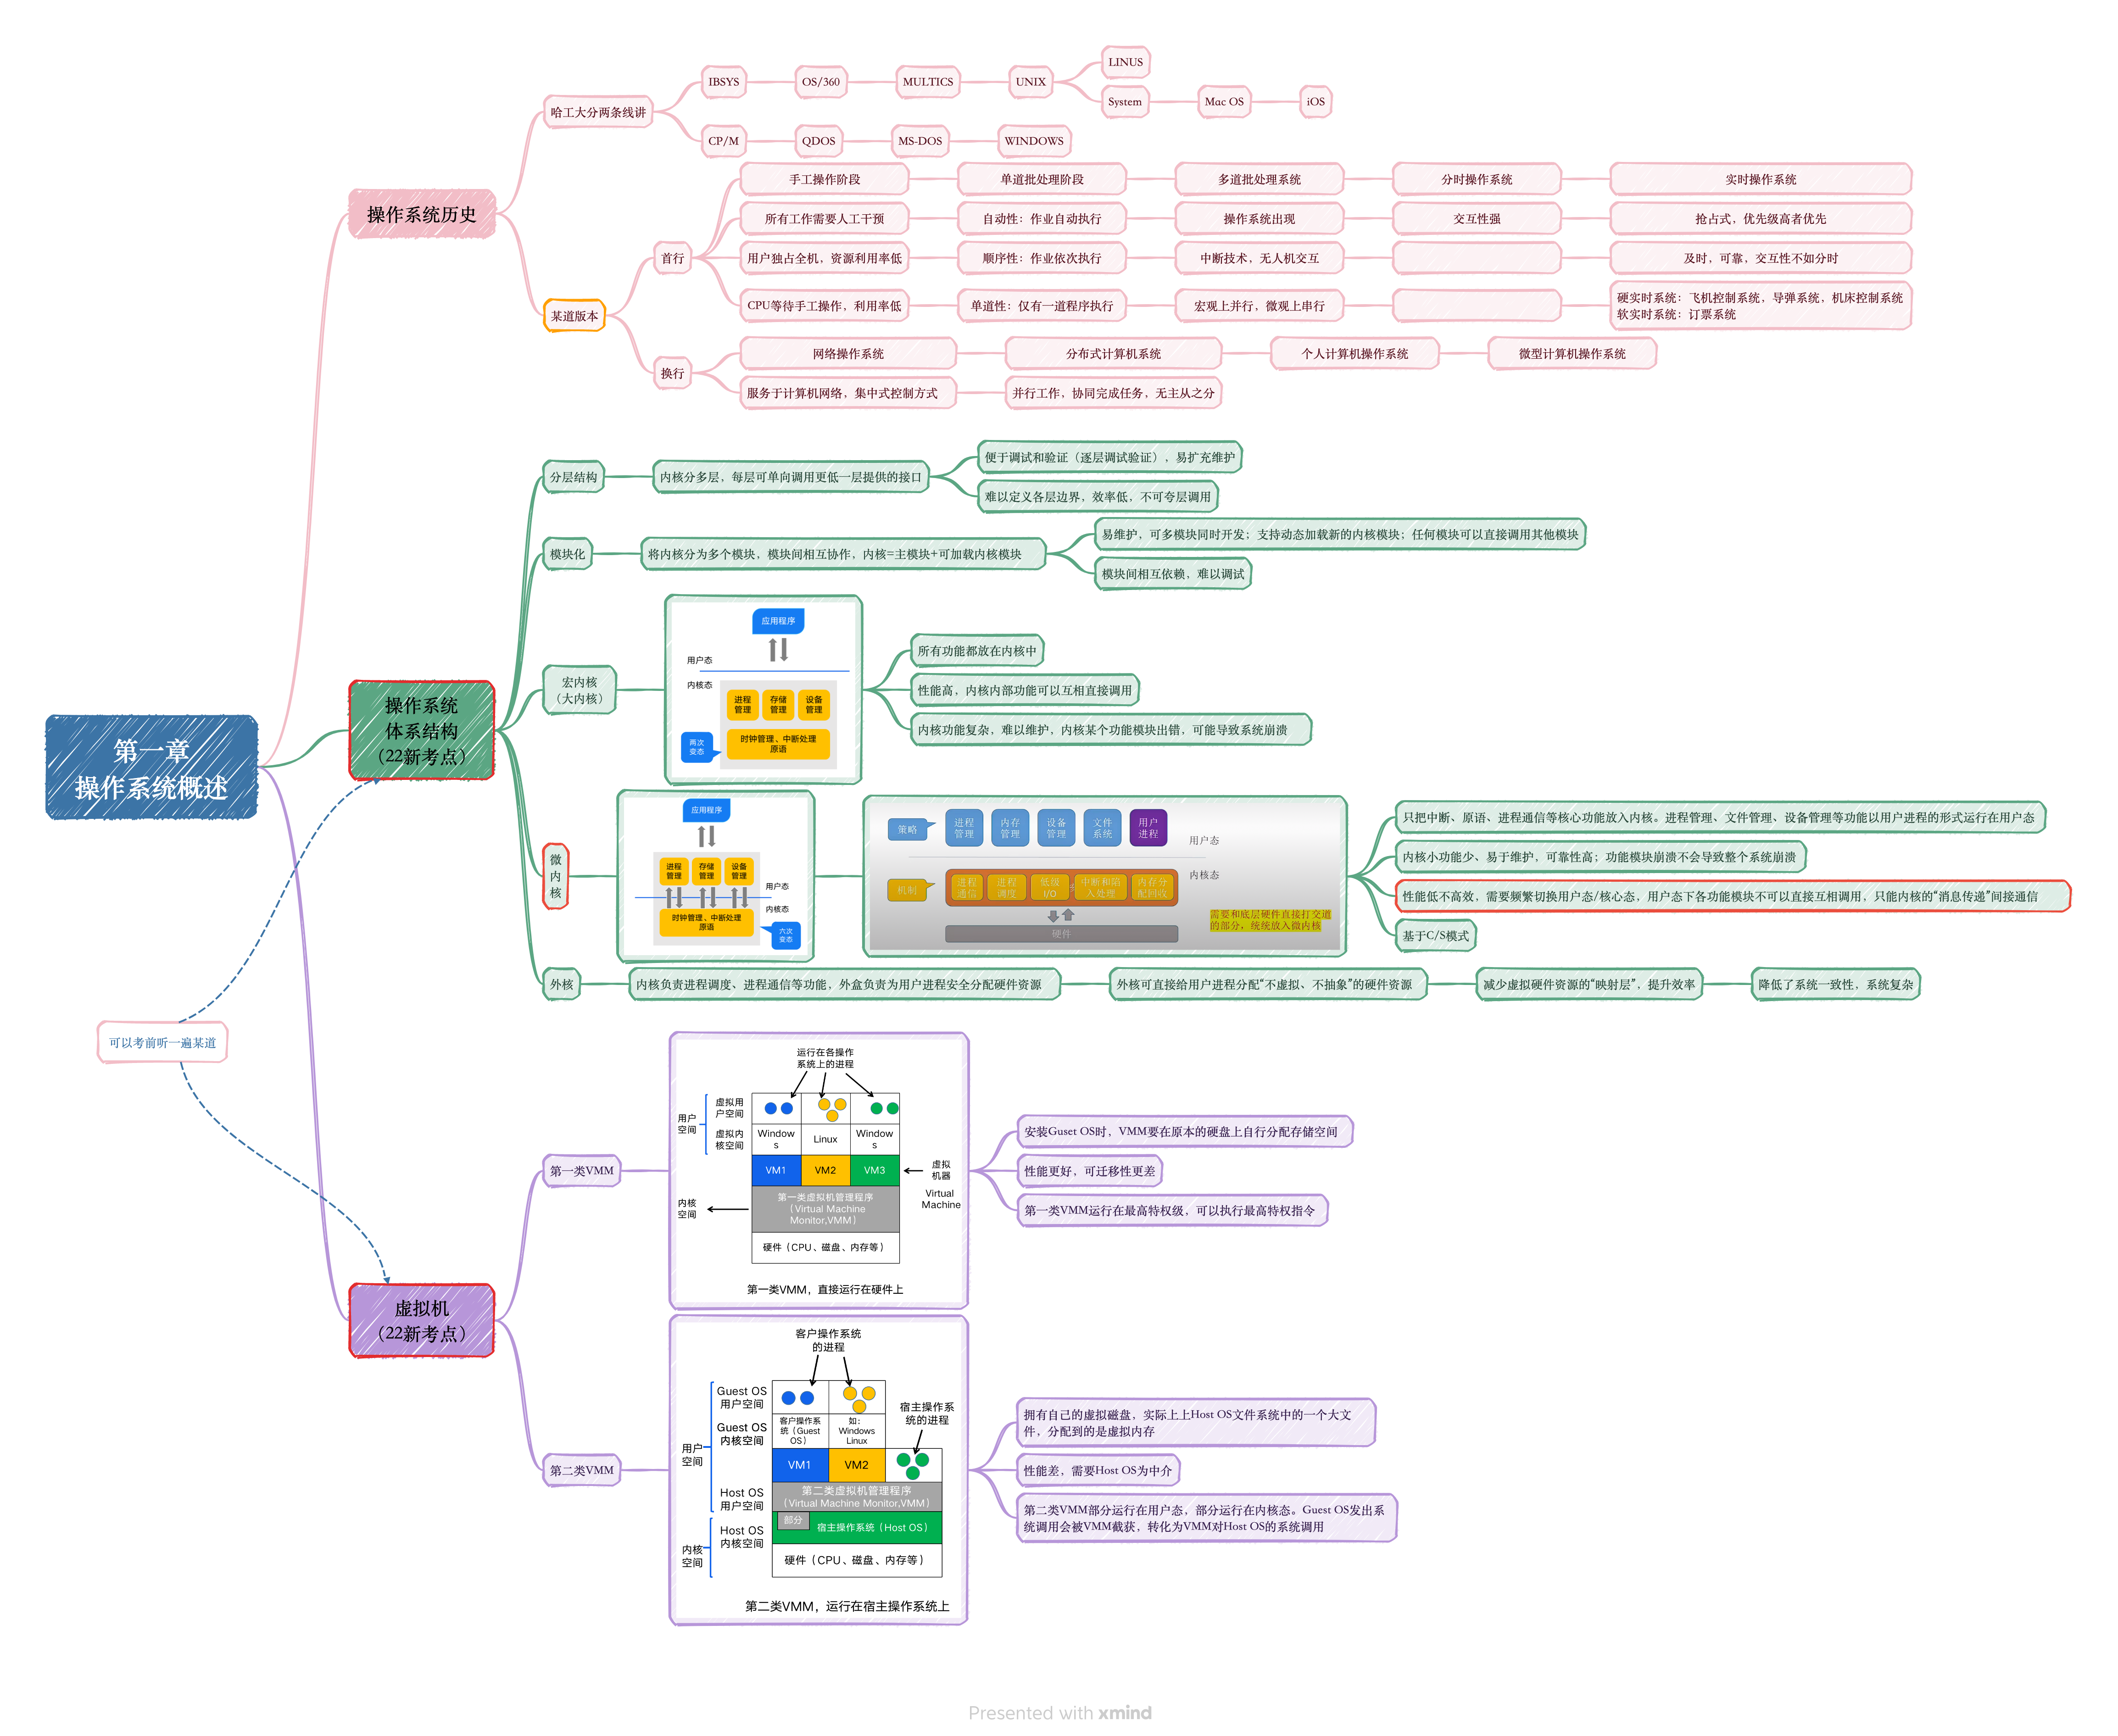 第一章
操作系统概述
可以考前听一遍某道
操作系统历史
哈工大分两条线讲
IBSYS
OS/360
MULTICS
UNIX
LINUS
System
Mac OS
iOS
CP/M
QDOS
MS-DOS
WINDOWS
某道版本
首行
手工操作阶段
单道批处理阶段
多道批处理系统
分时操作系统
实时操作系统
所有工作需要人工干预
自动性：作业自动执行
操作系统出现
交互性强
抢占式，优先级高者优先
用户独占全机，资源利用率低
顺序性：作业依次执行
中断技术，无人机交互
及时，可靠，交互性不如分时
CPU等待手工操作，利用率低
单道性：仅有一道程序执行
宏观上并行，微观上串行
硬实时系统：飞机控制系统，导弹系统，机床控制系统
软实时系统：订票系统
换行
网络操作系统
分布式计算机系统
个人计算机操作系统
微型计算机操作系统
服务于计算机网络，集中式控制方式
并行工作，协同完成任务，无主从之分
操作系统
体系结构
（22新考点）
分层结构
内核分多层，每层可单向调用更低一层提供的接口
便于调试和验证（逐层调试验证），易扩充维护
难以定义各层边界，效率低，不可夸层调用
模块化
将内核分为多个模块，模块间相互协作，内核=主模块+可加载内核模块
易维护，可多模块同时开发；支持动态加载新的内核模块；任何模块可以直接调用其他模块
模块间相互依赖，难以调试
宏内核
（大内核）
应用程序
用户态
内核态
进程
管理
存储
管理
设备
管理
两次
变态
时钟管理、中断处理
原语
所有功能都放在内核中
性能高，内核内部功能可以互相直接调用
内核功能复杂，难以维护，内核某个功能模块出错，可能导致系统崩溃
微
内
核
应用程序
进程
管理
存储
管理
设备
管理
用户态
内核态
时钟管理、中断处理
原语
六次
变态
策略
进程
管理
内存
管理
设备
管理
文件
系统
用户
进程
用户态
内核态
机制
进程
通信
进程
调度
低级
I/O
中断和陷
入处理
内存分
配回收
需要和底层硬件直接打交道
的部分，统统放入微内核
硬件
只把中断、原语、进程通信等核心功能放入内核。进程管理、文件管理、设备管理等功能以用户进程的形式运行在用户态
内核小功能少、易于维护，可靠性高；功能模块崩溃不会导致整个系统崩溃
性能低不高效，需要频繁切换用户态/核心态，用户态下各功能模块不可以直接互相调用，只能内核的“消息传递”间接通信
基于C/S模式
外核
内核负责进程调度、进程通信等功能，外盒负责为用户进程安全分配硬件资源
外核可直接给用户进程分配“不虚拟、不抽象”的硬件资源
减少虚拟硬件资源的“映射层”，提升效率
降低了系统一致性，系统复杂
虚拟机
（22新考点）
第一类VMM
运行在各操作
系统上的进程
用户
空间
虚拟用
户空间
虚拟内
核空间
Window
s
Linux
Window
s
VM1
VM2
VM3
虚拟
机器
Virtual
Machine
内核
空间
第一类虚拟机管理程序
（Virtual Machine
Monitor,VMM）
硬件（CPU、磁盘、内存等）
第一类VMM，直接运行在硬件上
安装Guset OS时，VMM要在原本的硬盘上自行分配存储空间
性能更好，可迁移性更差
第一类VMM运行在最高特权级，可以执行最高特权指令
第二类VMM
客户操作系统
的进程
Guest OS
用户空间
Guest OS
内核空间
用户
空间
客户操作系
统（Guest
OS）
如：
Windows
Linux
宿主操作系
统的进程
VM1
VM2
Host OS
用户空间
第二类虚拟机管理程序
（Virtual Machine Monitor,VMM）
部分
宿主操作系统（Host OS）
Host OS
内核空间
内核
空间
硬件（CPU、磁盘、内存等）
第二类VMM，运行在宿主操作系统上
拥有自己的虚拟磁盘，实际上上Host OS文件系统中的一个大文
件，分配到的是虚拟内存
性能差，需要Host OS为中介
第二类VMM部分运行在用户态，部分运行在内核态。Guest OS发出系
统调用会被VMM截获，转化为VMM对Host OS的系统调用
Presented with xmind